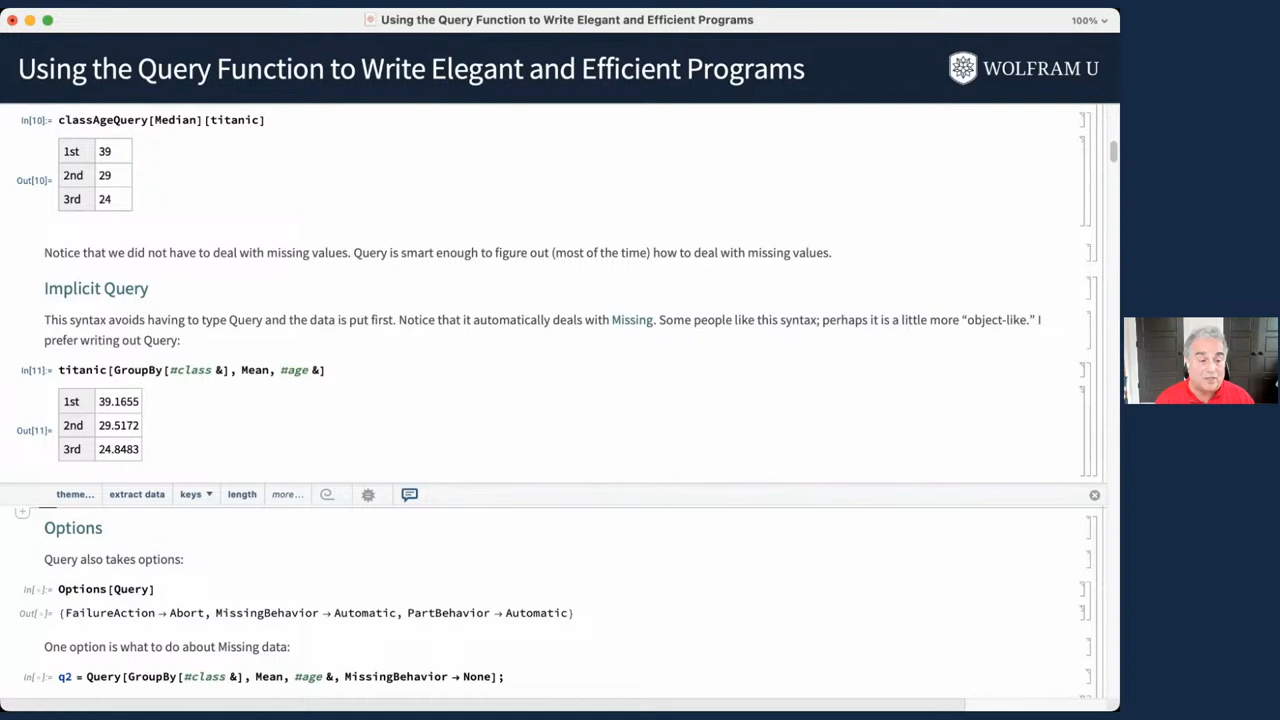 Using the Query Function to Write Elegant and Efficient Programs
100%
Using the Query Function to Write Elegant and Efficient Programs
WOLFRAM U
In[10]:= classAgeQuery[Median][titanic]
1st 39
2nd 29
Out[10]=
3rd 24
Notice that we did not have to deal with missing values. Query is smart enough to figure out (most of the time) how to deal with missing values.
Implicit Query
This syntax avoids having to type Query and the data is put first. Notice that it automatically deals with Missing. Some people like this syntax; perhaps it is a little more “object-like.” I
prefer writing out Query:
In[11]:= titanic[GroupBy[#class &], Mean, #age &]
1st 39.1655
2nd 29.5172
Out[11]=
3rd 24.8483
theme... extract data keys length more...
Options
Query also takes options:
In[•]:= Options[Query]
Out[•]= {FailureAction → Abort, MissingBehavior → Automatic, PartBehavior → Automatic}
One option is what to do about Missing data:
In[•]:= q2 = Query[GroupBy[#class &], Mean, #age &, MissingBehavior → None];